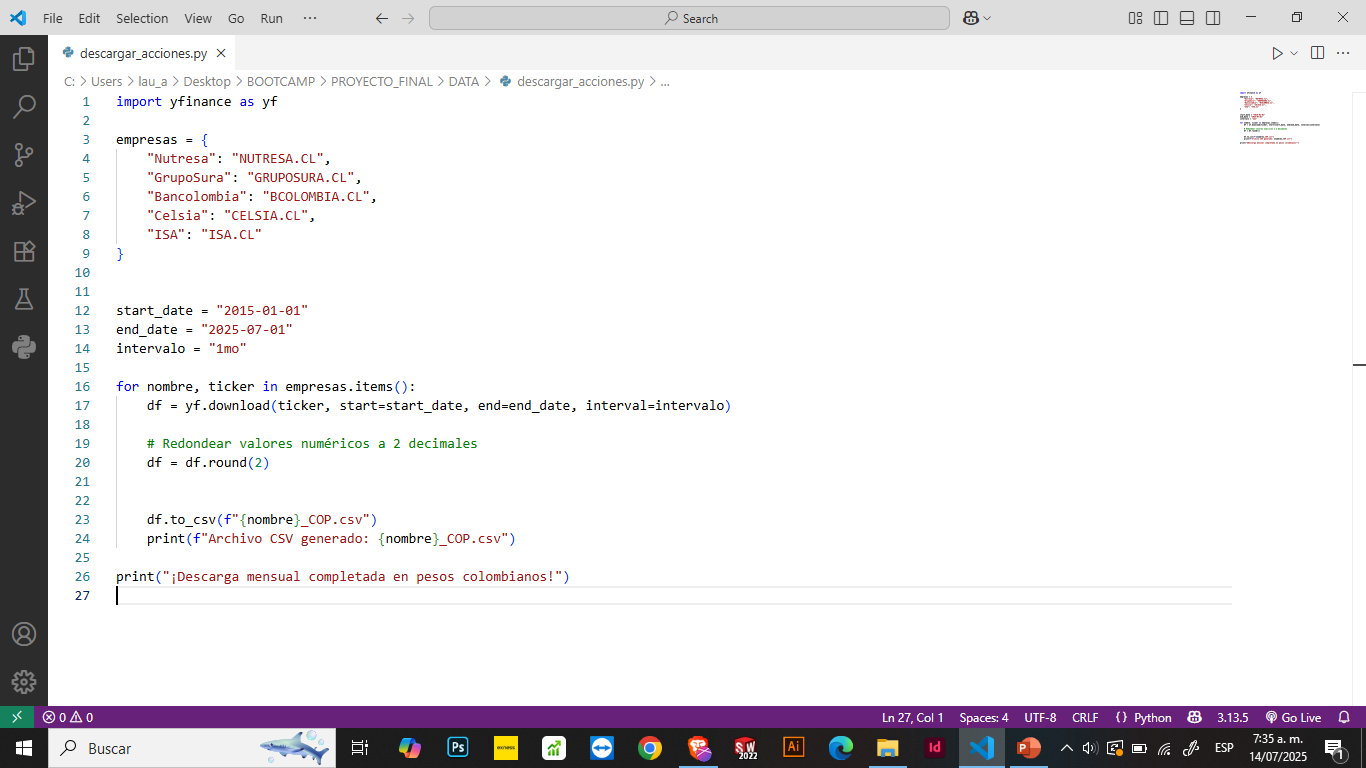 File Edit Selection View Go Run ··· Search
descargar_acciones.py
C: > Users > lau_a > Desktop > BOOTCAMP > PROYECTO_FINAL > DATA > descargar_acciones.py > ...
1 import yfinance as yf
2
3 empresas = {
4     "Nutresa": "NUTRESA.CL",
5     "GrupoSura": "GRUPOSURA.CL",
6     "Bancolombia": "BCOLOMBIA.CL",
7     "Celsia": "CELSIA.CL",
8     "ISA": "ISA.CL"
9 }
10
11
12 start_date = "2015-01-01"
13 end_date = "2025-07-01"
14 intervalo = "1mo"
15
16 for nombre, ticker in empresas.items():
17     df = yf.download(ticker, start=start_date, end=end_date, interval=intervalo)
18
19     # Redondear valores numéricos a 2 decimales
20     df = df.round(2)
21
22
23     df.to_csv(f"{nombre}_COP.csv")
24     print(f"Archivo CSV generado: {nombre}_COP.csv")
25
26 print("¡Descarga mensual completada en pesos colombianos!")
27
0 0 Ln 27, Col 1 Spaces: 4 UTF-8 CRLF {} Python 3.13.5 Go Live
Buscar Ps exness SW 2022 Ai Id P ESP 7:35 a. m.
14/07/2025 1